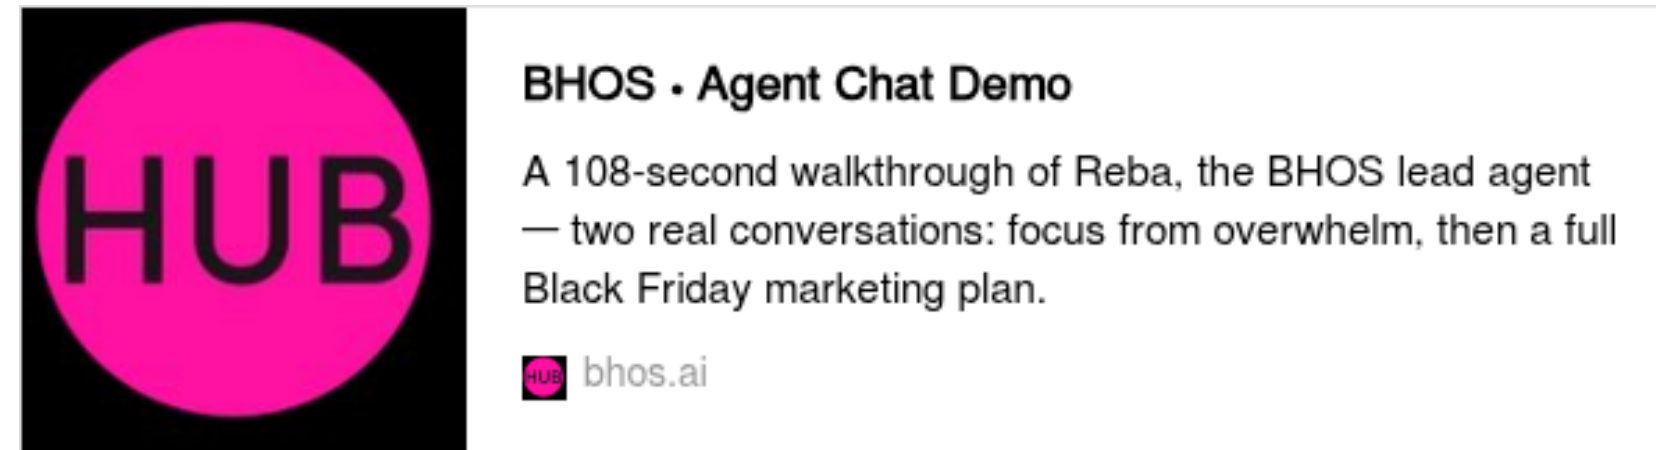 HUB
BHOS · Agent Chat Demo
A 108-second walkthrough of Reba, the BHOS lead agent
— two real conversations: focus from overwhelm, then a full
Black Friday marketing plan.
HUB bhos.ai